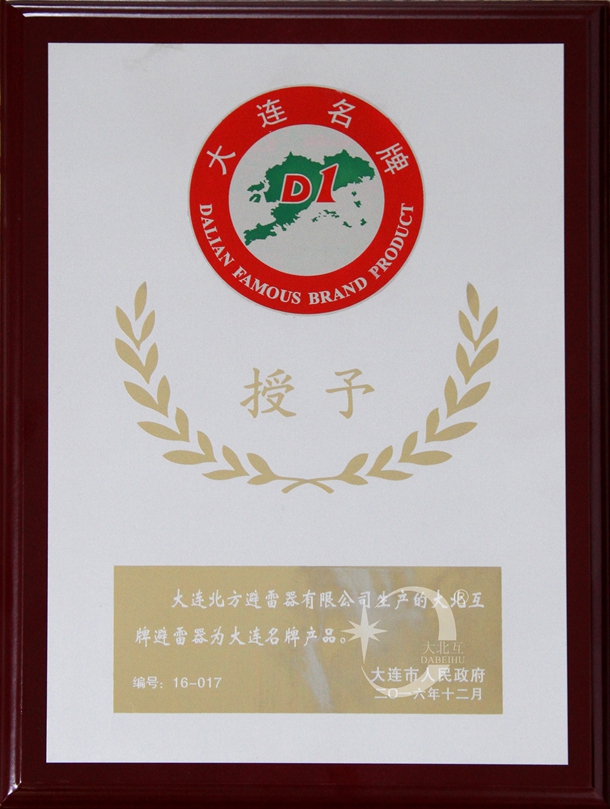 大连名牌
D1
DALIAN FAMOUS BRAND PRODUCT
授予
大连北方避雷器有限公司生产的大北互
牌避雷器为大连名牌产品。
编号：16-017
大连市人民政府
二〇一六年十二月
®
大北互
DABEIHU